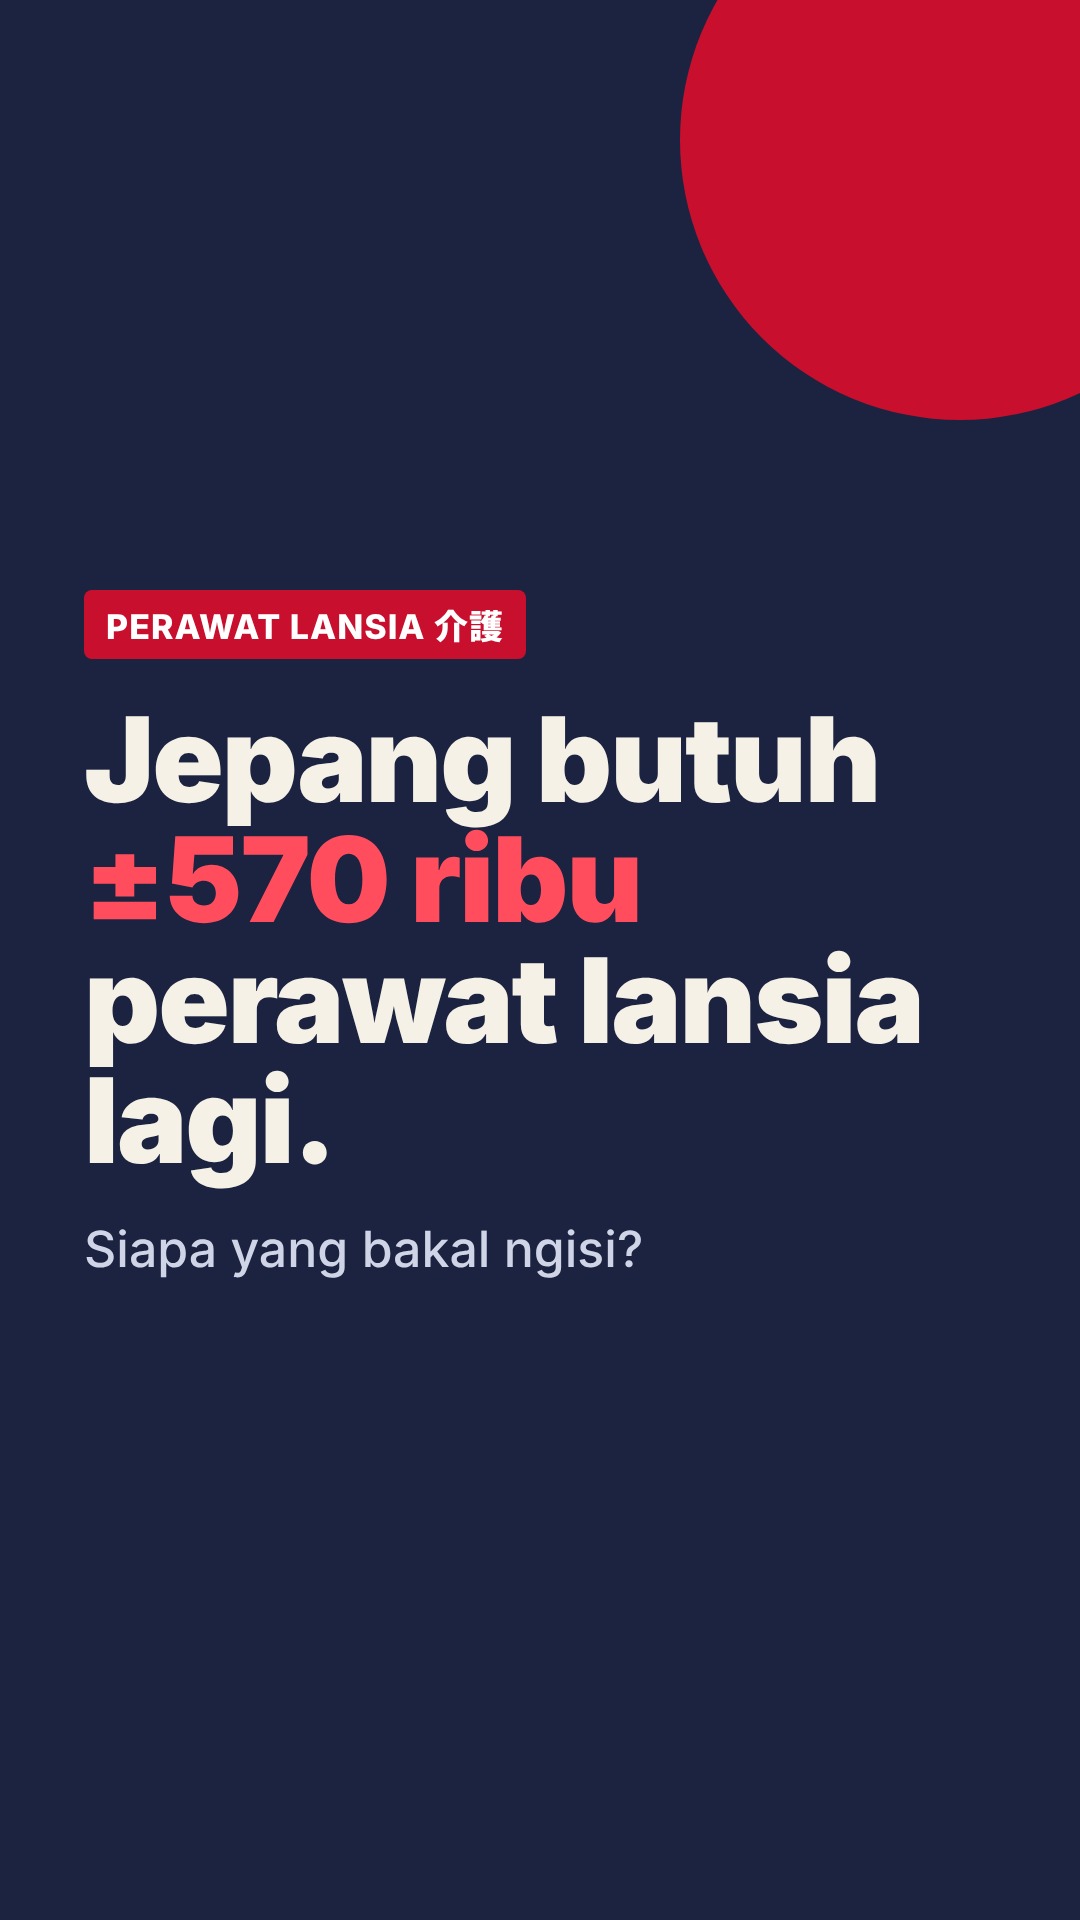 PERAWAT LANSIA 介護
Jepang butuh
±570 ribu
perawat lansia
lagi.
Siapa yang bakal ngisi?